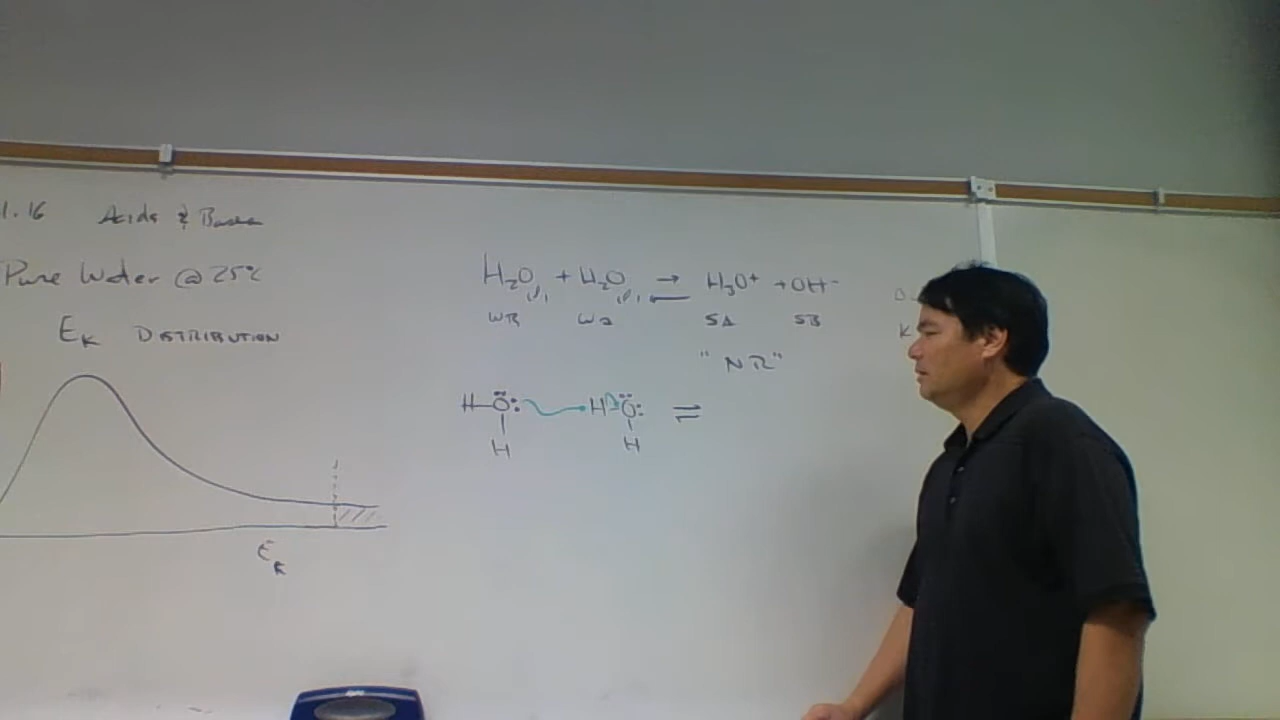 1.16 Acids & Bases
Pure Water @ 25°C
EK DISTRIBUTION
EK
H2O(l) + H2O(l) ⇌ H3O+ + OH-
WB WA SA SB
"NR"
H–Ö: H–Ö: ⇌
H H
K